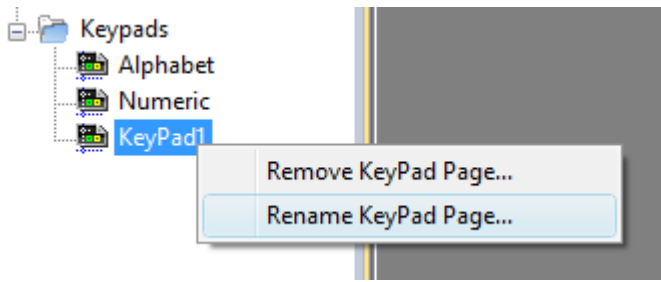 Keypads
Alphabet
Numeric
KeyPad1
Remove KeyPad Page...
Rename KeyPad Page...